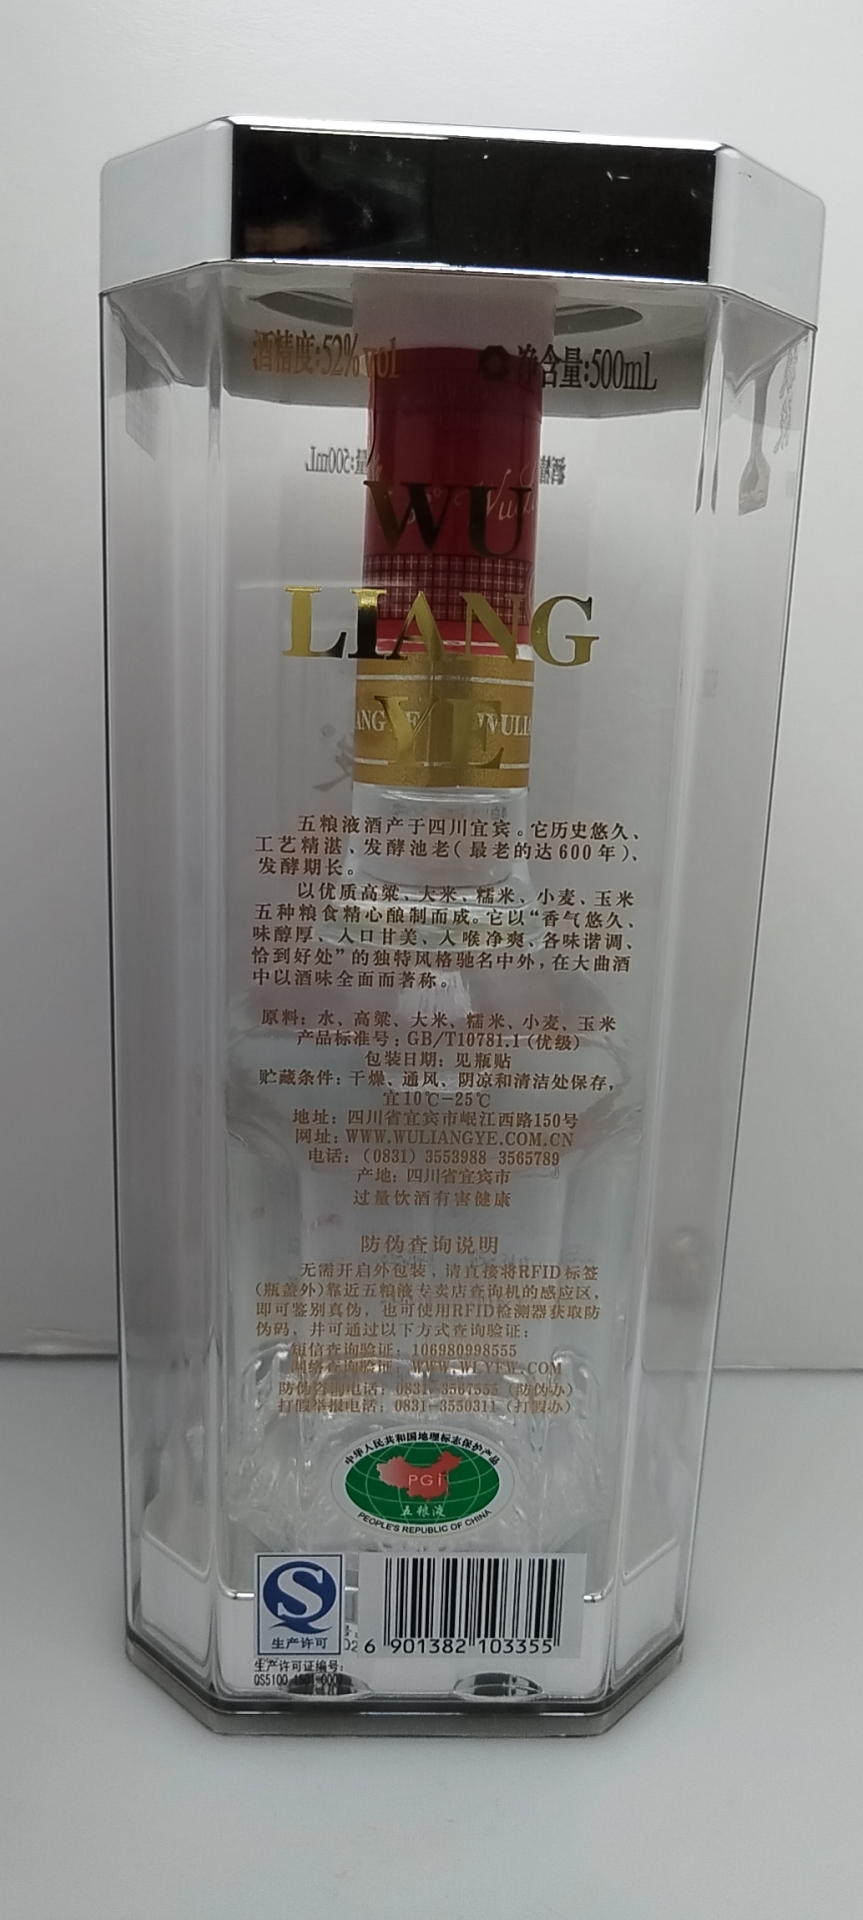 酒精度:52%vol 净含量:500mL
WU
LIANG
YE
五粮液酒产于四川宜宾。它历史悠久、
工艺精湛、发酵池老(最老的达600年)、
发酵期长。
以优质高粱、大米、糯米、小麦、玉米
五种粮食精心酿制而成。它以“香气悠久、
味醇厚、入口甘美、入喉净爽、各味谐调、
恰到好处”的独特风格驰名中外,在大曲酒
中以酒味全面而著称。
原料: 水、高粱、大米、糯米、小麦、玉米
产品标准号: GB/T10781.1(优级)
包装日期: 见瓶贴
贮藏条件: 干燥、通风、阴凉和清洁处保存,
宜10℃-25℃
地址: 四川省宜宾市岷江西路150号
网址: WWW.WULIANGYE.COM.CN
电话: (0831) 3553988 3565789
产地: 四川省宜宾市
过量饮酒有害健康
防伪查询说明
无需开启外包装,请直接将RFID标签
(瓶盖外)靠近五粮液专卖店查询机的感应区,
即可鉴别真伪,也可使用RFID检测器获取防
伪码,并可通过以下方式查询验证:
短信查询验证: 106980998555
网络查询验证: WWW.WLYFW.COM
防伪咨询电话: 0831-3567555 (防伪办)
打假举报电话: 0831-3550311 (打假办)
中华人民共和国地理标志保护产品
PGI
五粮液
PEOPLE'S REPUBLIC OF CHINA
生产许可
6 901382 103355
生产许可证编号:
QS5100